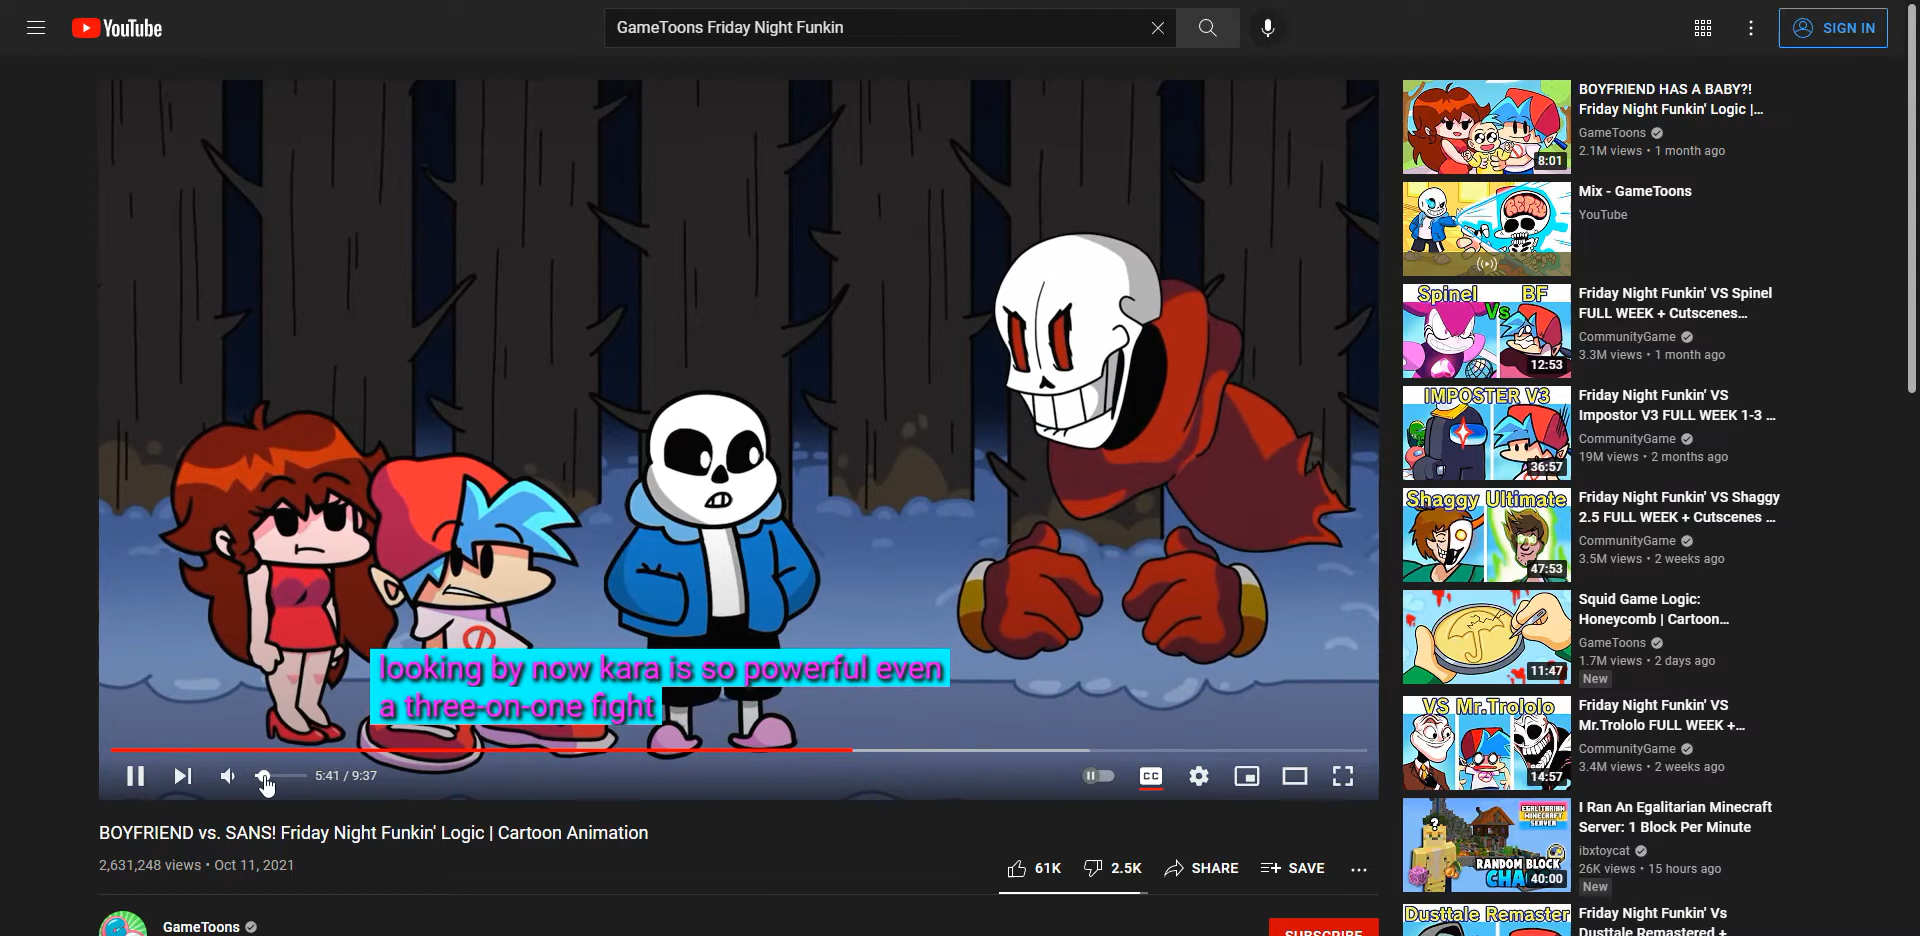 YouTube
GameToons Friday Night Funkin
SIGN IN
looking by now kara is so powerful even
a three-on-one fight
5:41 / 9:37
CC
BOYFRIEND vs. SANS! Friday Night Funkin' Logic | Cartoon Animation
2,631,248 views • Oct 11, 2021
61K
2.5K
SHARE
SAVE
GameToons
SUBSCRIBE
8:01
BOYFRIEND HAS A BABY?!
Friday Night Funkin' Logic |...
GameToons
2.1M views • 1 month ago
Mix - GameToons
YouTube
Spinel Vs BF
12:53
Friday Night Funkin' VS Spinel
FULL WEEK + Cutscenes...
CommunityGame
3.3M views • 1 month ago
IMPOSTER V3
36:57
Friday Night Funkin' VS
Impostor V3 FULL WEEK 1-3 ...
CommunityGame
19M views • 2 months ago
Shaggy Ultimate
47:53
Friday Night Funkin' VS Shaggy
2.5 FULL WEEK + Cutscenes ...
CommunityGame
3.5M views • 2 weeks ago
11:47
Squid Game Logic:
Honeycomb | Cartoon...
GameToons
1.7M views • 2 days ago
New
VS Mr.Trololo
14:57
Friday Night Funkin' VS
Mr.Trololo FULL WEEK +...
CommunityGame
3.4M views • 2 weeks ago
?
EGALITARIAN
MINECRAFT
SERVER
RANDOM BLOCK
CHA
40:00
I Ran An Egalitarian Minecraft
Server: 1 Block Per Minute
ibxtoycat
26K views • 15 hours ago
New
Dusttale Remaster
Friday Night Funkin' Vs
Dusttale Remastered +